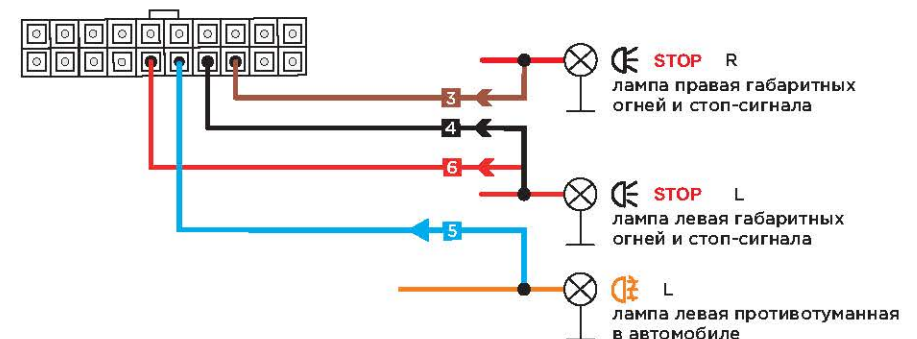 STOP R
лампа правая габаритных
огней и стоп-сигнала
3
4
6
STOP L
лампа левая габаритных
огней и стоп-сигнала
5
L
лампа левая противотуманная
в автомобиле